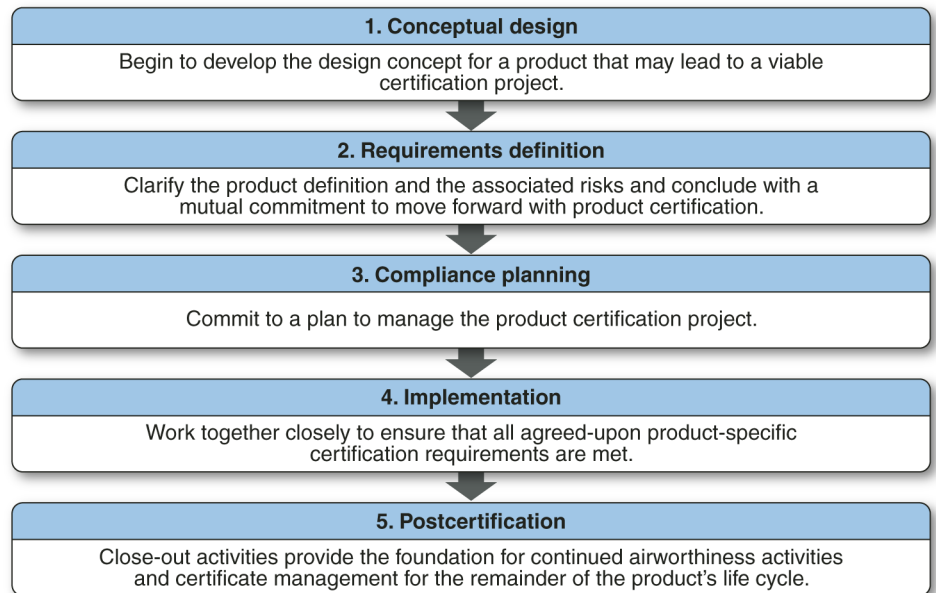 1. Conceptual design
Begin to develop the design concept for a product that may lead to a viable
certification project.
2. Requirements definition
Clarify the product definition and the associated risks and conclude with a
mutual commitment to move forward with product certification.
3. Compliance planning
Commit to a plan to manage the product certification project.
4. Implementation
Work together closely to ensure that all agreed-upon product-specific
certification requirements are met.
5. Postcertification
Close-out activities provide the foundation for continued airworthiness activities
and certificate management for the remainder of the product’s life cycle.